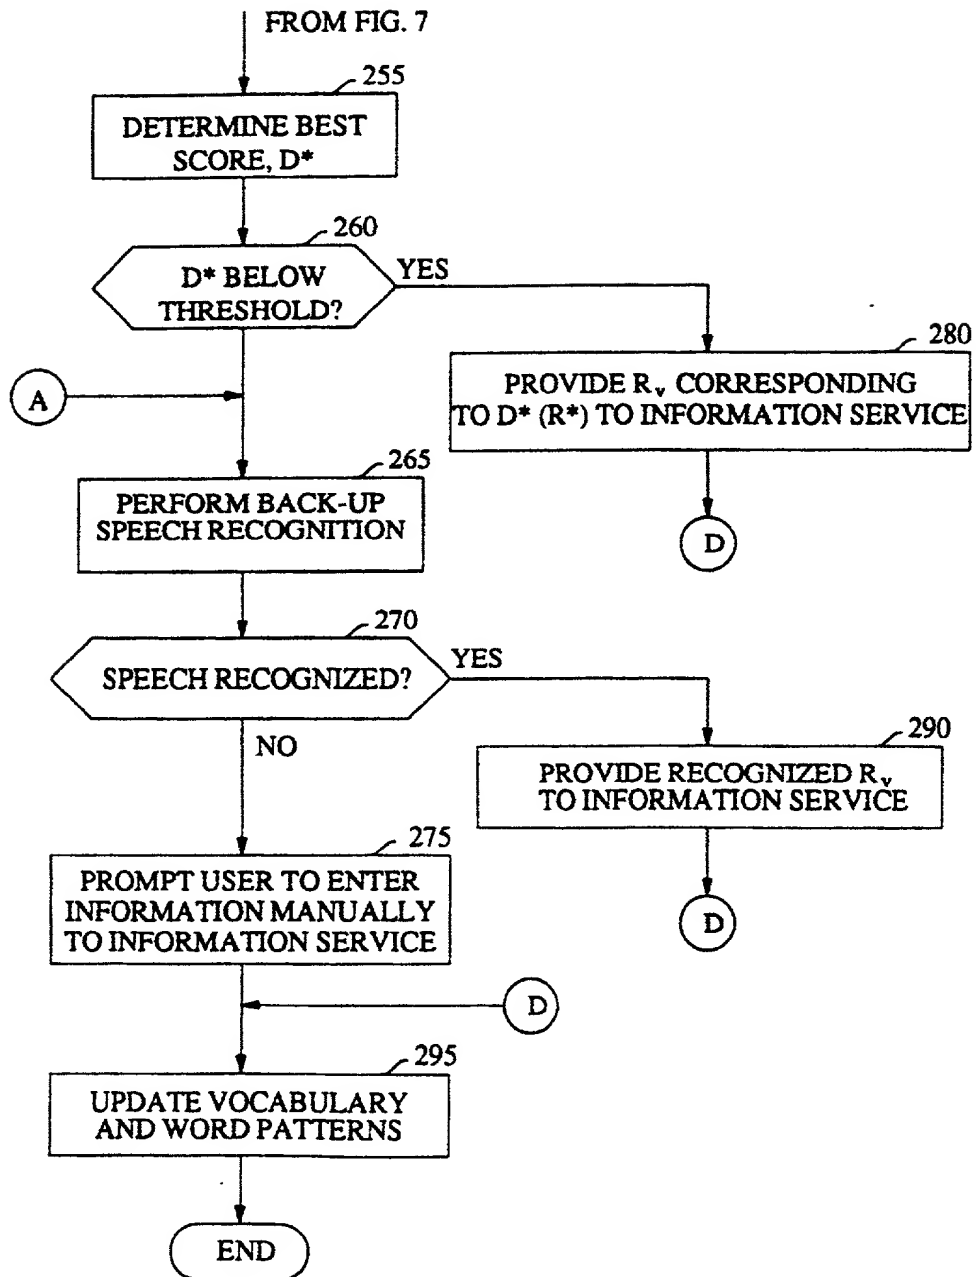 FROM FIG. 7
255
DETERMINE BEST
SCORE, D*
260
D* BELOW
THRESHOLD?
YES
280
PROVIDE Rv CORRESPONDING
TO D* (R*) TO INFORMATION SERVICE
A
D
265
PERFORM BACK-UP
SPEECH RECOGNITION
270
SPEECH RECOGNIZED?
YES
NO
290
PROVIDE RECOGNIZED Rv
TO INFORMATION SERVICE
D
275
PROMPT USER TO ENTER
INFORMATION MANUALLY
TO INFORMATION SERVICE
D
295
UPDATE VOCABULARY
AND WORD PATTERNS
END